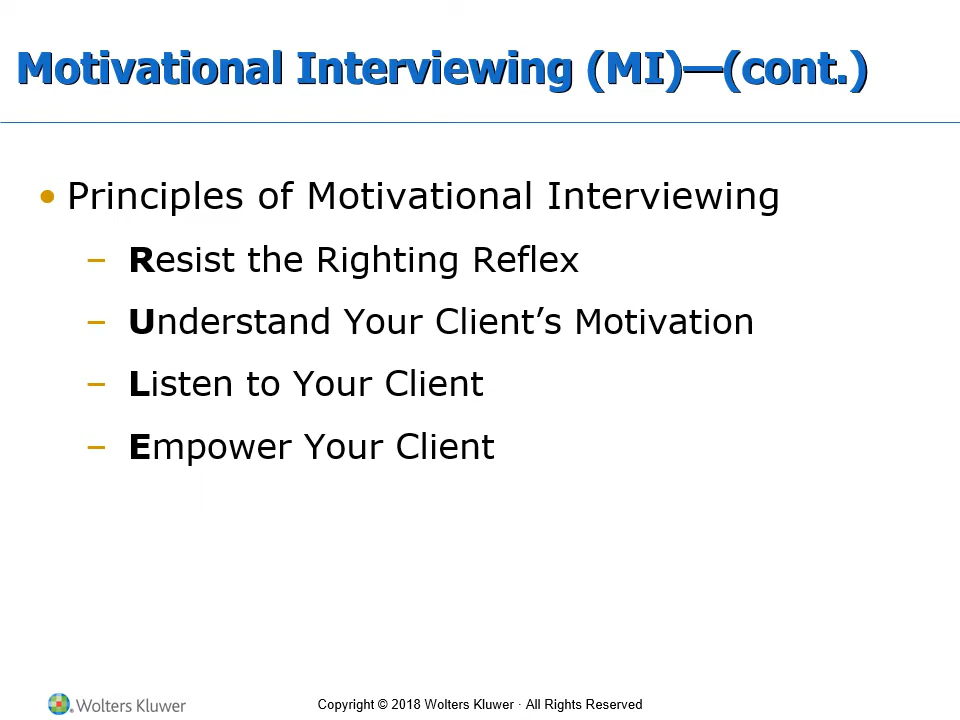 Motivational Interviewing (MI)—(cont.)
• Principles of Motivational Interviewing
– Resist the Righting Reflex
– Understand Your Client’s Motivation
– Listen to Your Client
– Empower Your Client
Wolters Kluwer
Copyright © 2018 Wolters Kluwer · All Rights Reserved